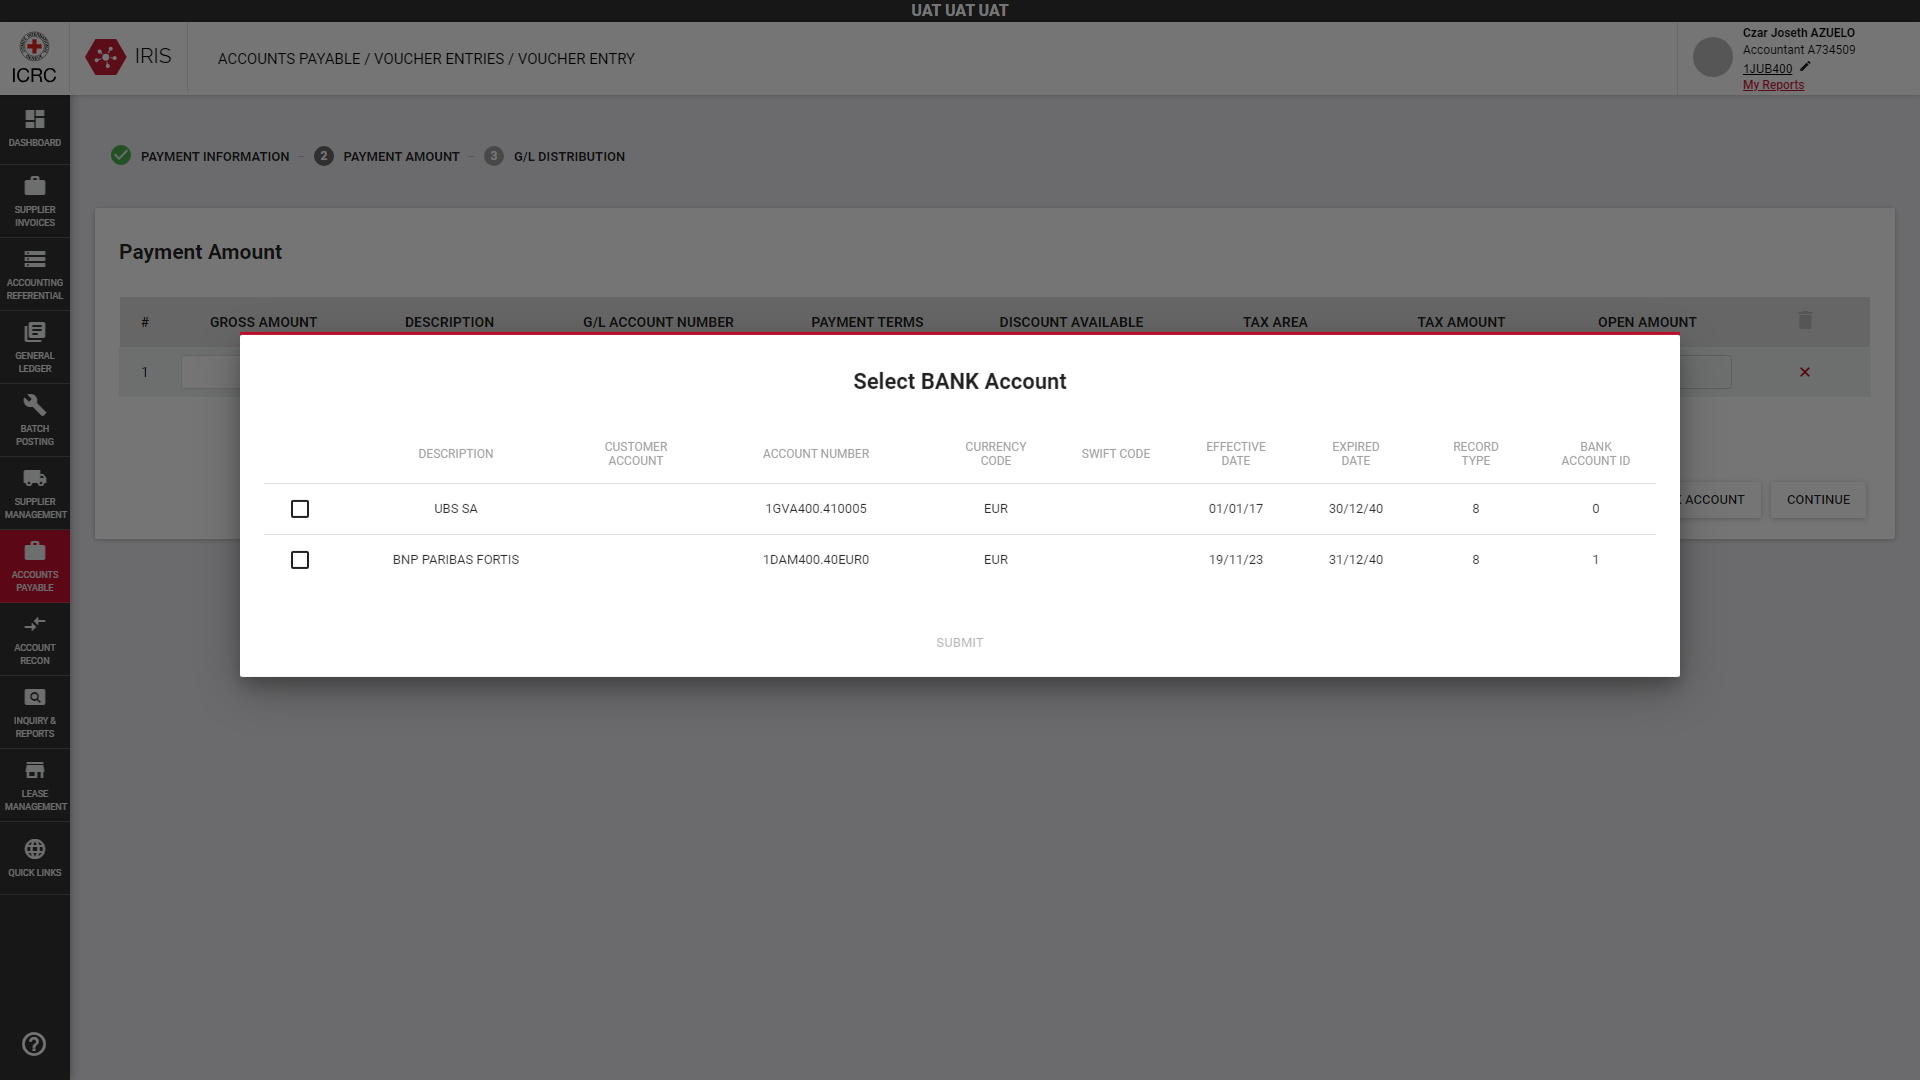 UAT UAT UAT
ICRC
IRIS
ACCOUNTS PAYABLE / VOUCHER ENTRIES / VOUCHER ENTRY
Czar Joseth AZUELO
Accountant A734509
1JUB400
My Reports
DASHBOARD
SUPPLIER
INVOICES
ACCOUNTING
REFERENTIAL
GENERAL
LEDGER
BATCH
POSTING
SUPPLIER
MANAGEMENT
ACCOUNTS
PAYABLE
ACCOUNT
RECON
INQUIRY &
REPORTS
LEASE
MANAGEMENT
QUICK LINKS
PAYMENT INFORMATION – 2 PAYMENT AMOUNT – 3 G/L DISTRIBUTION
Payment Amount
# GROSS AMOUNT DESCRIPTION G/L ACCOUNT NUMBER PAYMENT TERMS DISCOUNT AVAILABLE TAX AREA TAX AMOUNT OPEN AMOUNT
1
Select BANK Account
DESCRIPTION CUSTOMER ACCOUNT ACCOUNT NUMBER CURRENCY CODE SWIFT CODE EFFECTIVE DATE EXPIRED DATE RECORD TYPE BANK ACCOUNT ID
UBS SA 1GVA400.410005 EUR 01/01/17 30/12/40 8 0
BNP PARIBAS FORTIS 1DAM400.40EUR0 EUR 19/11/23 31/12/40 8 1
SUBMIT
ACCOUNT
CONTINUE